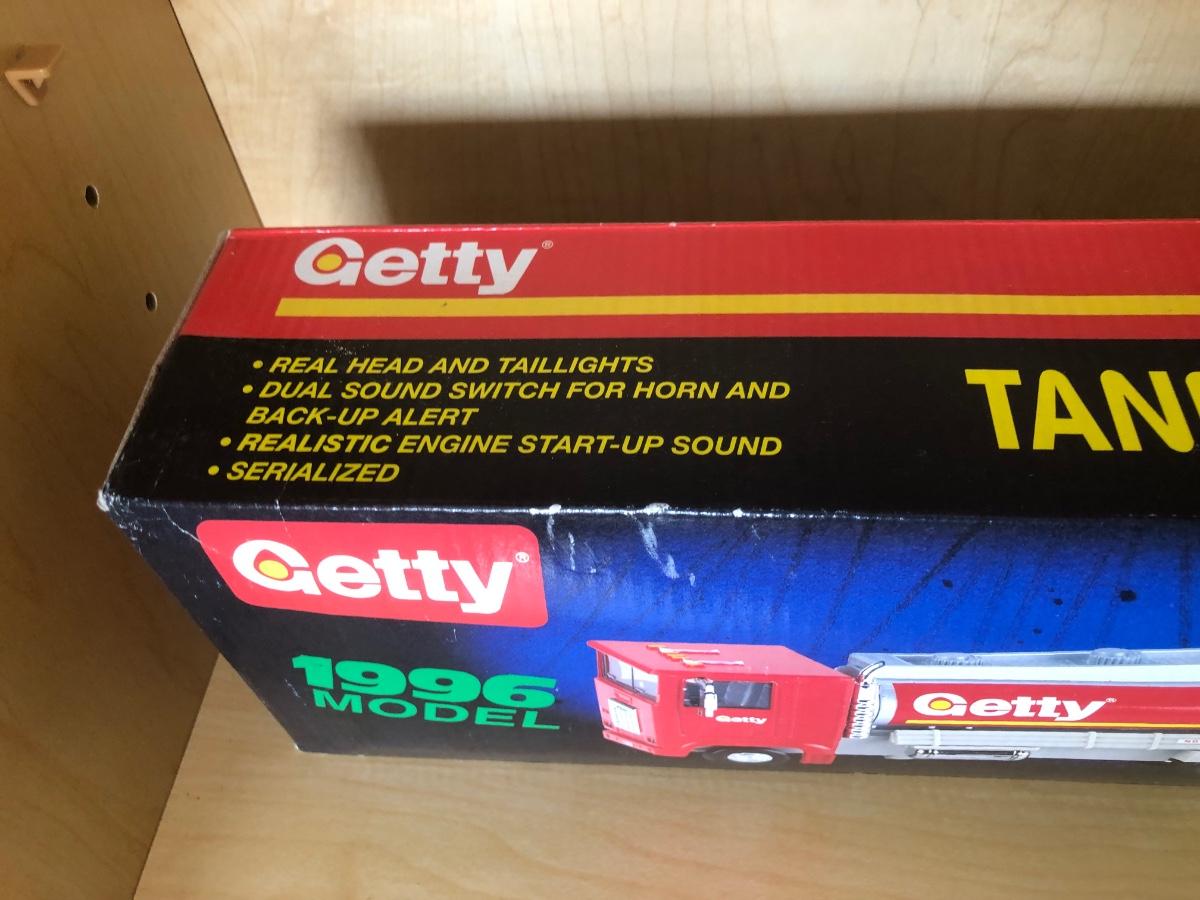 Getty®
• REAL HEAD AND TAILLIGHTS
• DUAL SOUND SWITCH FOR HORN AND
BACK-UP ALERT
• REALISTIC ENGINE START-UP SOUND
• SERIALIZED
TAN
Getty®
1996
MODEL
Getty
Getty®